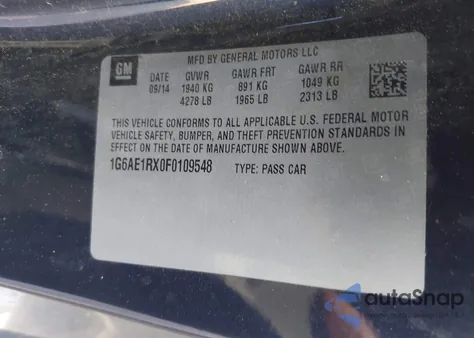 MFD BY GENERAL MOTORS LLC
GM
DATE GVWR GAWR FRT GAWR RR
09/14 1940 KG 891 KG 1049 KG
4278 LB 1965 LB 2313 LB
THIS VEHICLE CONFORMS TO ALL APPLICABLE U.S. FEDERAL MOTOR
VEHICLE SAFETY, BUMPER, AND THEFT PREVENTION STANDARDS IN
EFFECT ON THE DATE OF MANUFACTURE SHOWN ABOVE.
1G6AE1RX0F0109548 TYPE: PASS CAR
autoSnap